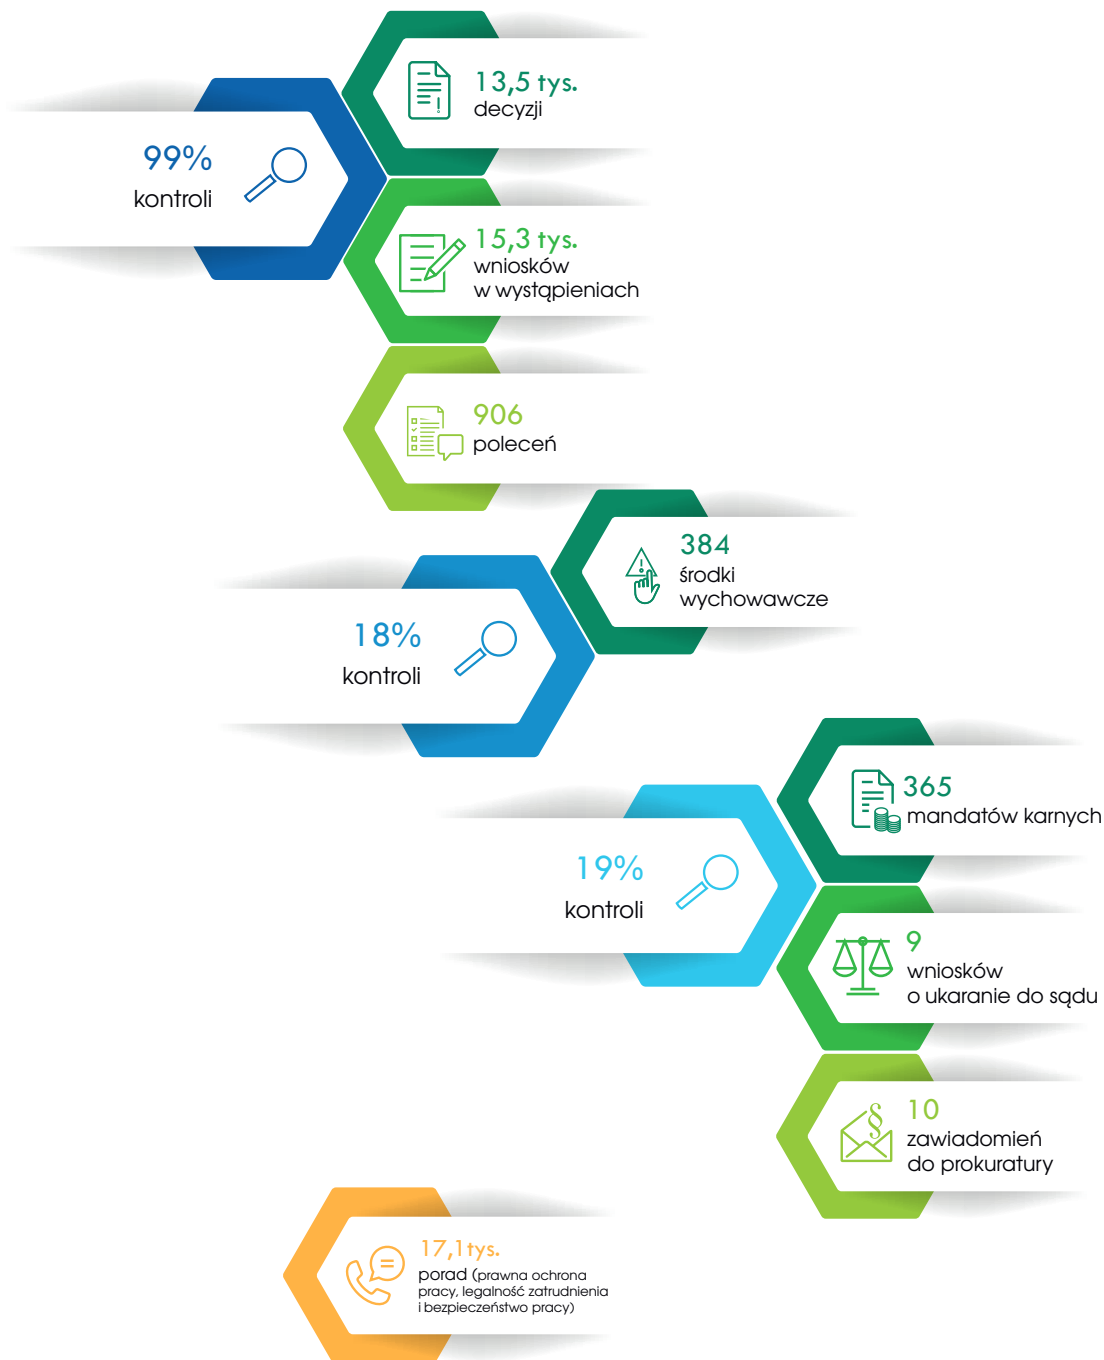 13,5 tys.
decyzji
99%
kontroli
15,3 tys.
wniosków
w wystąpieniach
906
poleceń
384
środki
wychowawcze
18%
kontroli
365
mandatów karnych
19%
kontroli
9
wniosków
o ukaranie do sądu
10
zawiadomień
do prokuratury
17,1tys.
porad (prawna ochrona
pracy, legalność zatrudnienia
i bezpieczeństwo pracy)